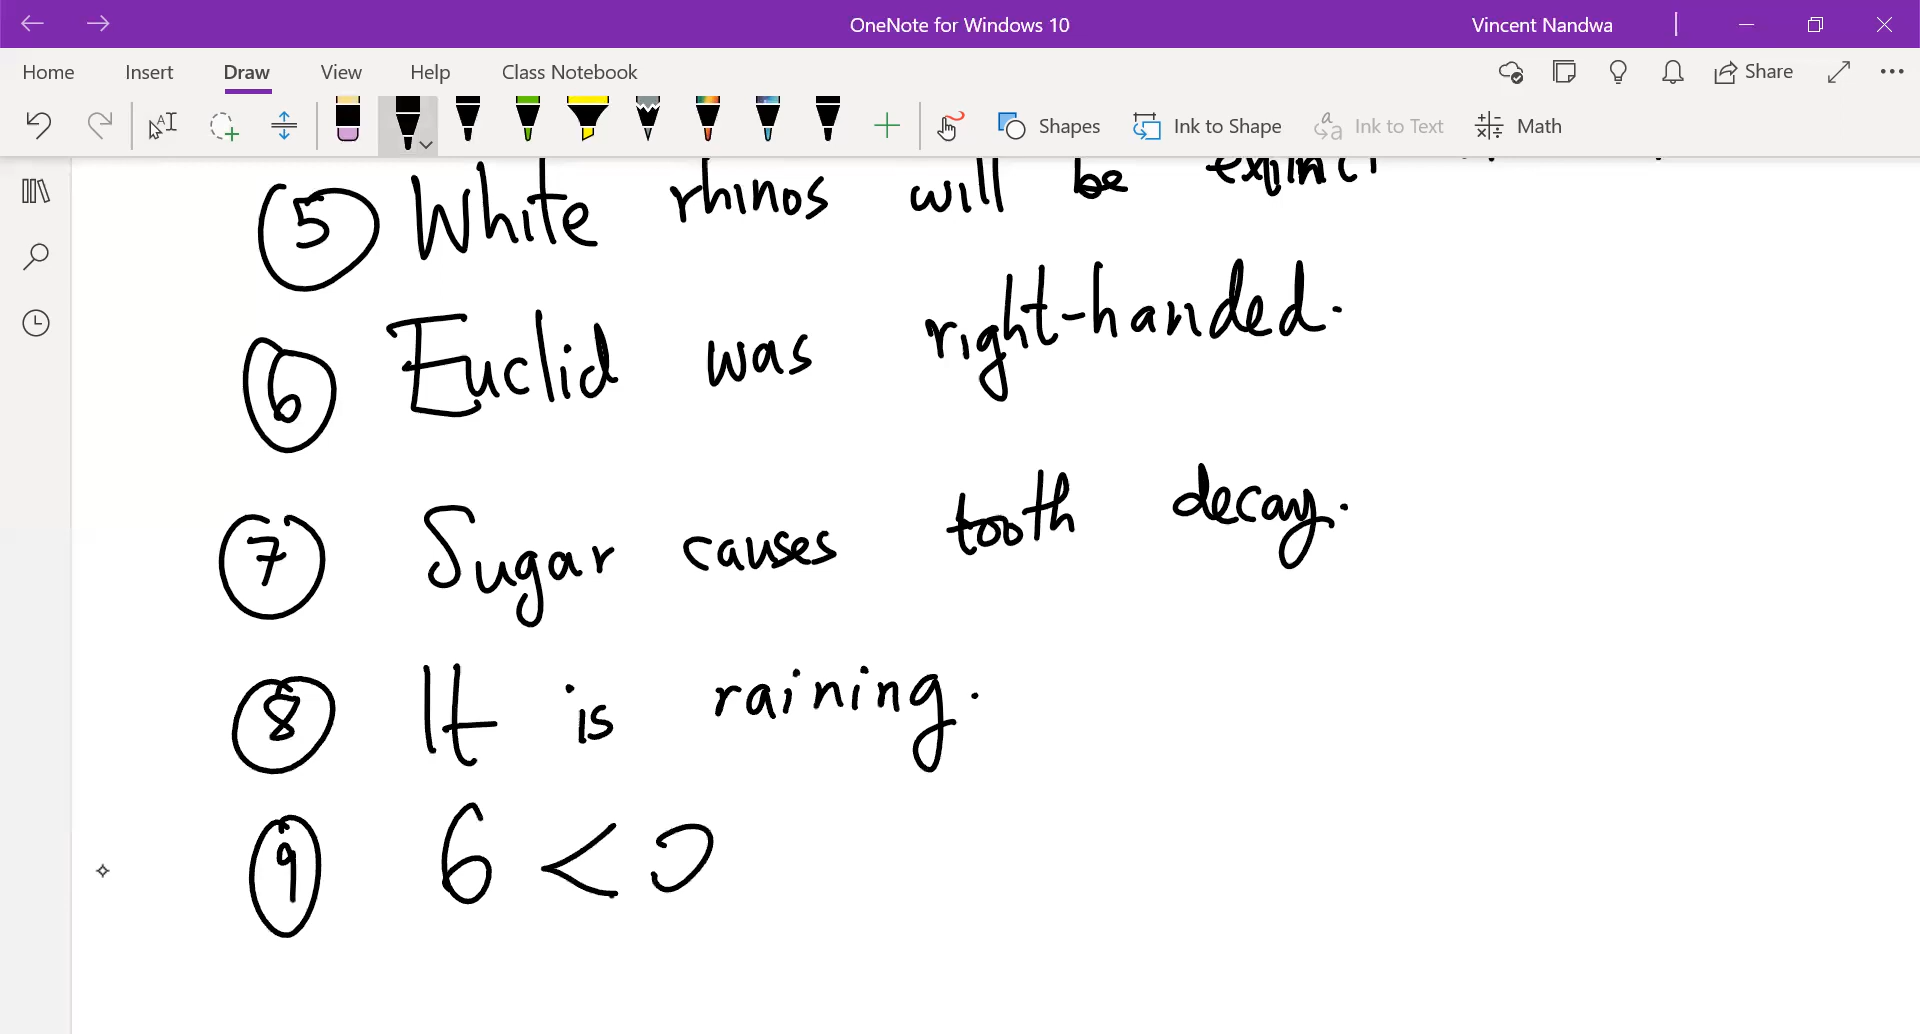 OneNote for Windows 10 Vincent Nandwa
Home Insert Draw View Help Class Notebook Share
Shapes Ink to Shape Ink to Text Math
5 White rhinos will be extinct
6 Euclid was right-handed.
7 Sugar causes tooth decay.
8 It is raining.
9 6 <